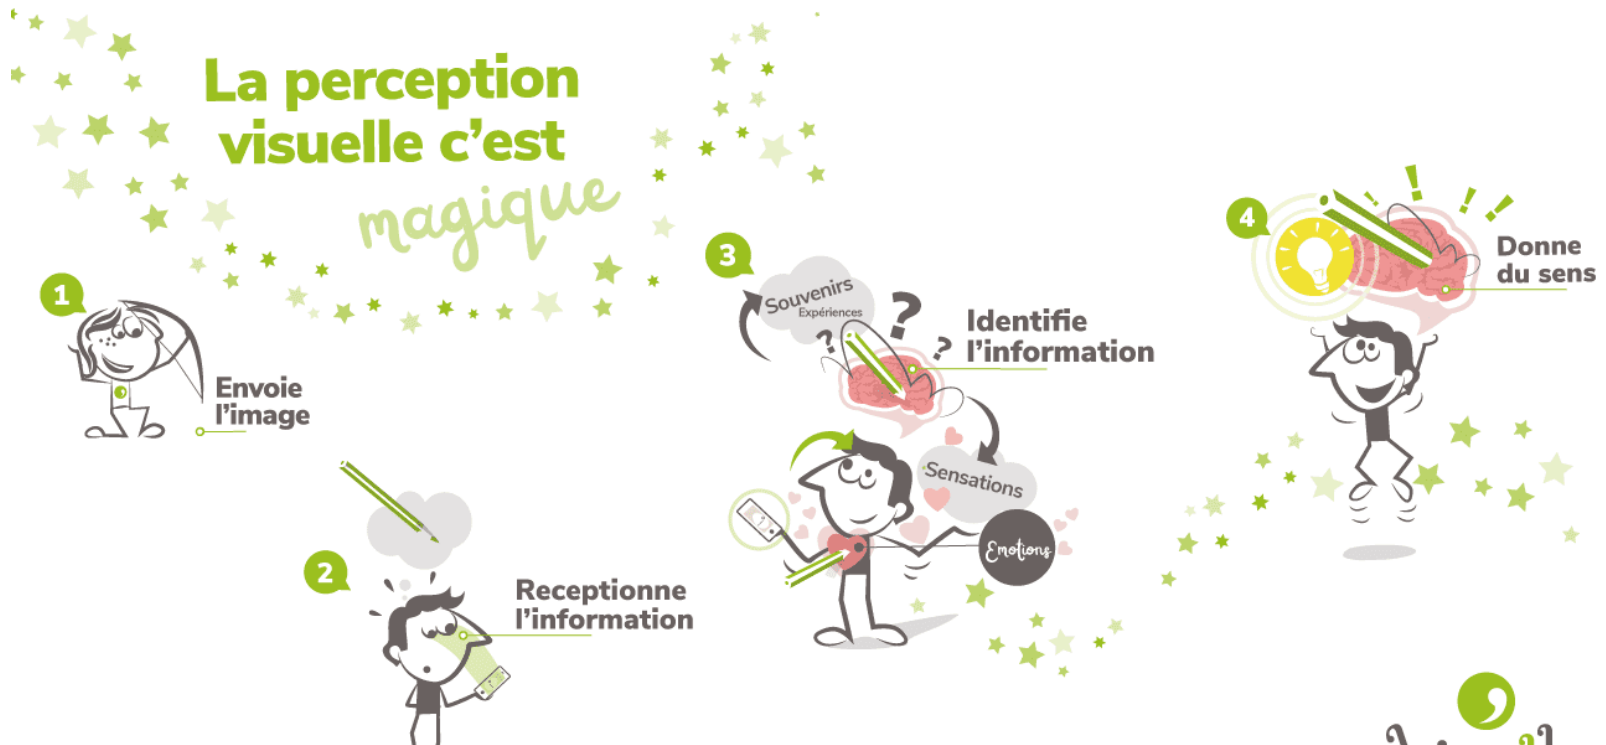 La perception
visuelle c’est
magique
1
Envoie
l’image
2
Receptionne
l’information
3
Souvenirs
Expériences
? ? ?
Identifie
l’information
Sensations
Emotions
4
! ! ! ! !
Donne
du sens